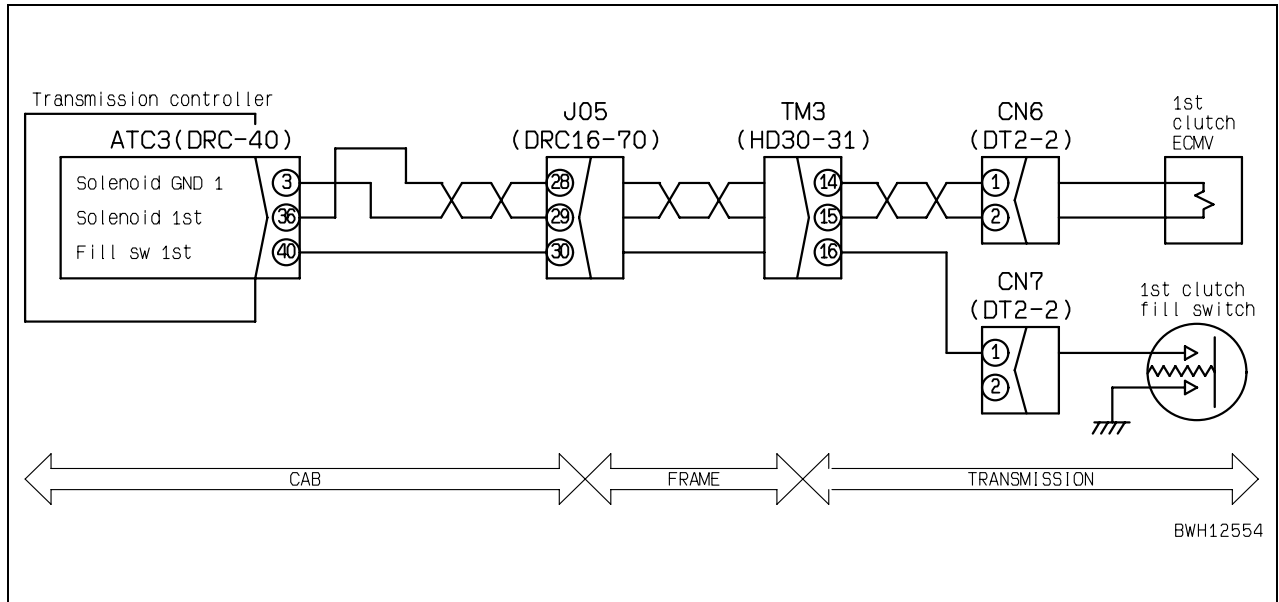 Transmission controller
ATC3(DRC-40)
J05
(DRC16-70)
TM3
(HD30-31)
CN6
(DT2-2)
1st
clutch
ECMV
Solenoid GND 1
3
28
14
1
Solenoid 1st
36
29
15
2
Fill sw 1st
40
30
16
CN7
(DT2-2)
1st clutch
fill switch
1
2
CAB
FRAME
TRANSMISSION
BWH12554